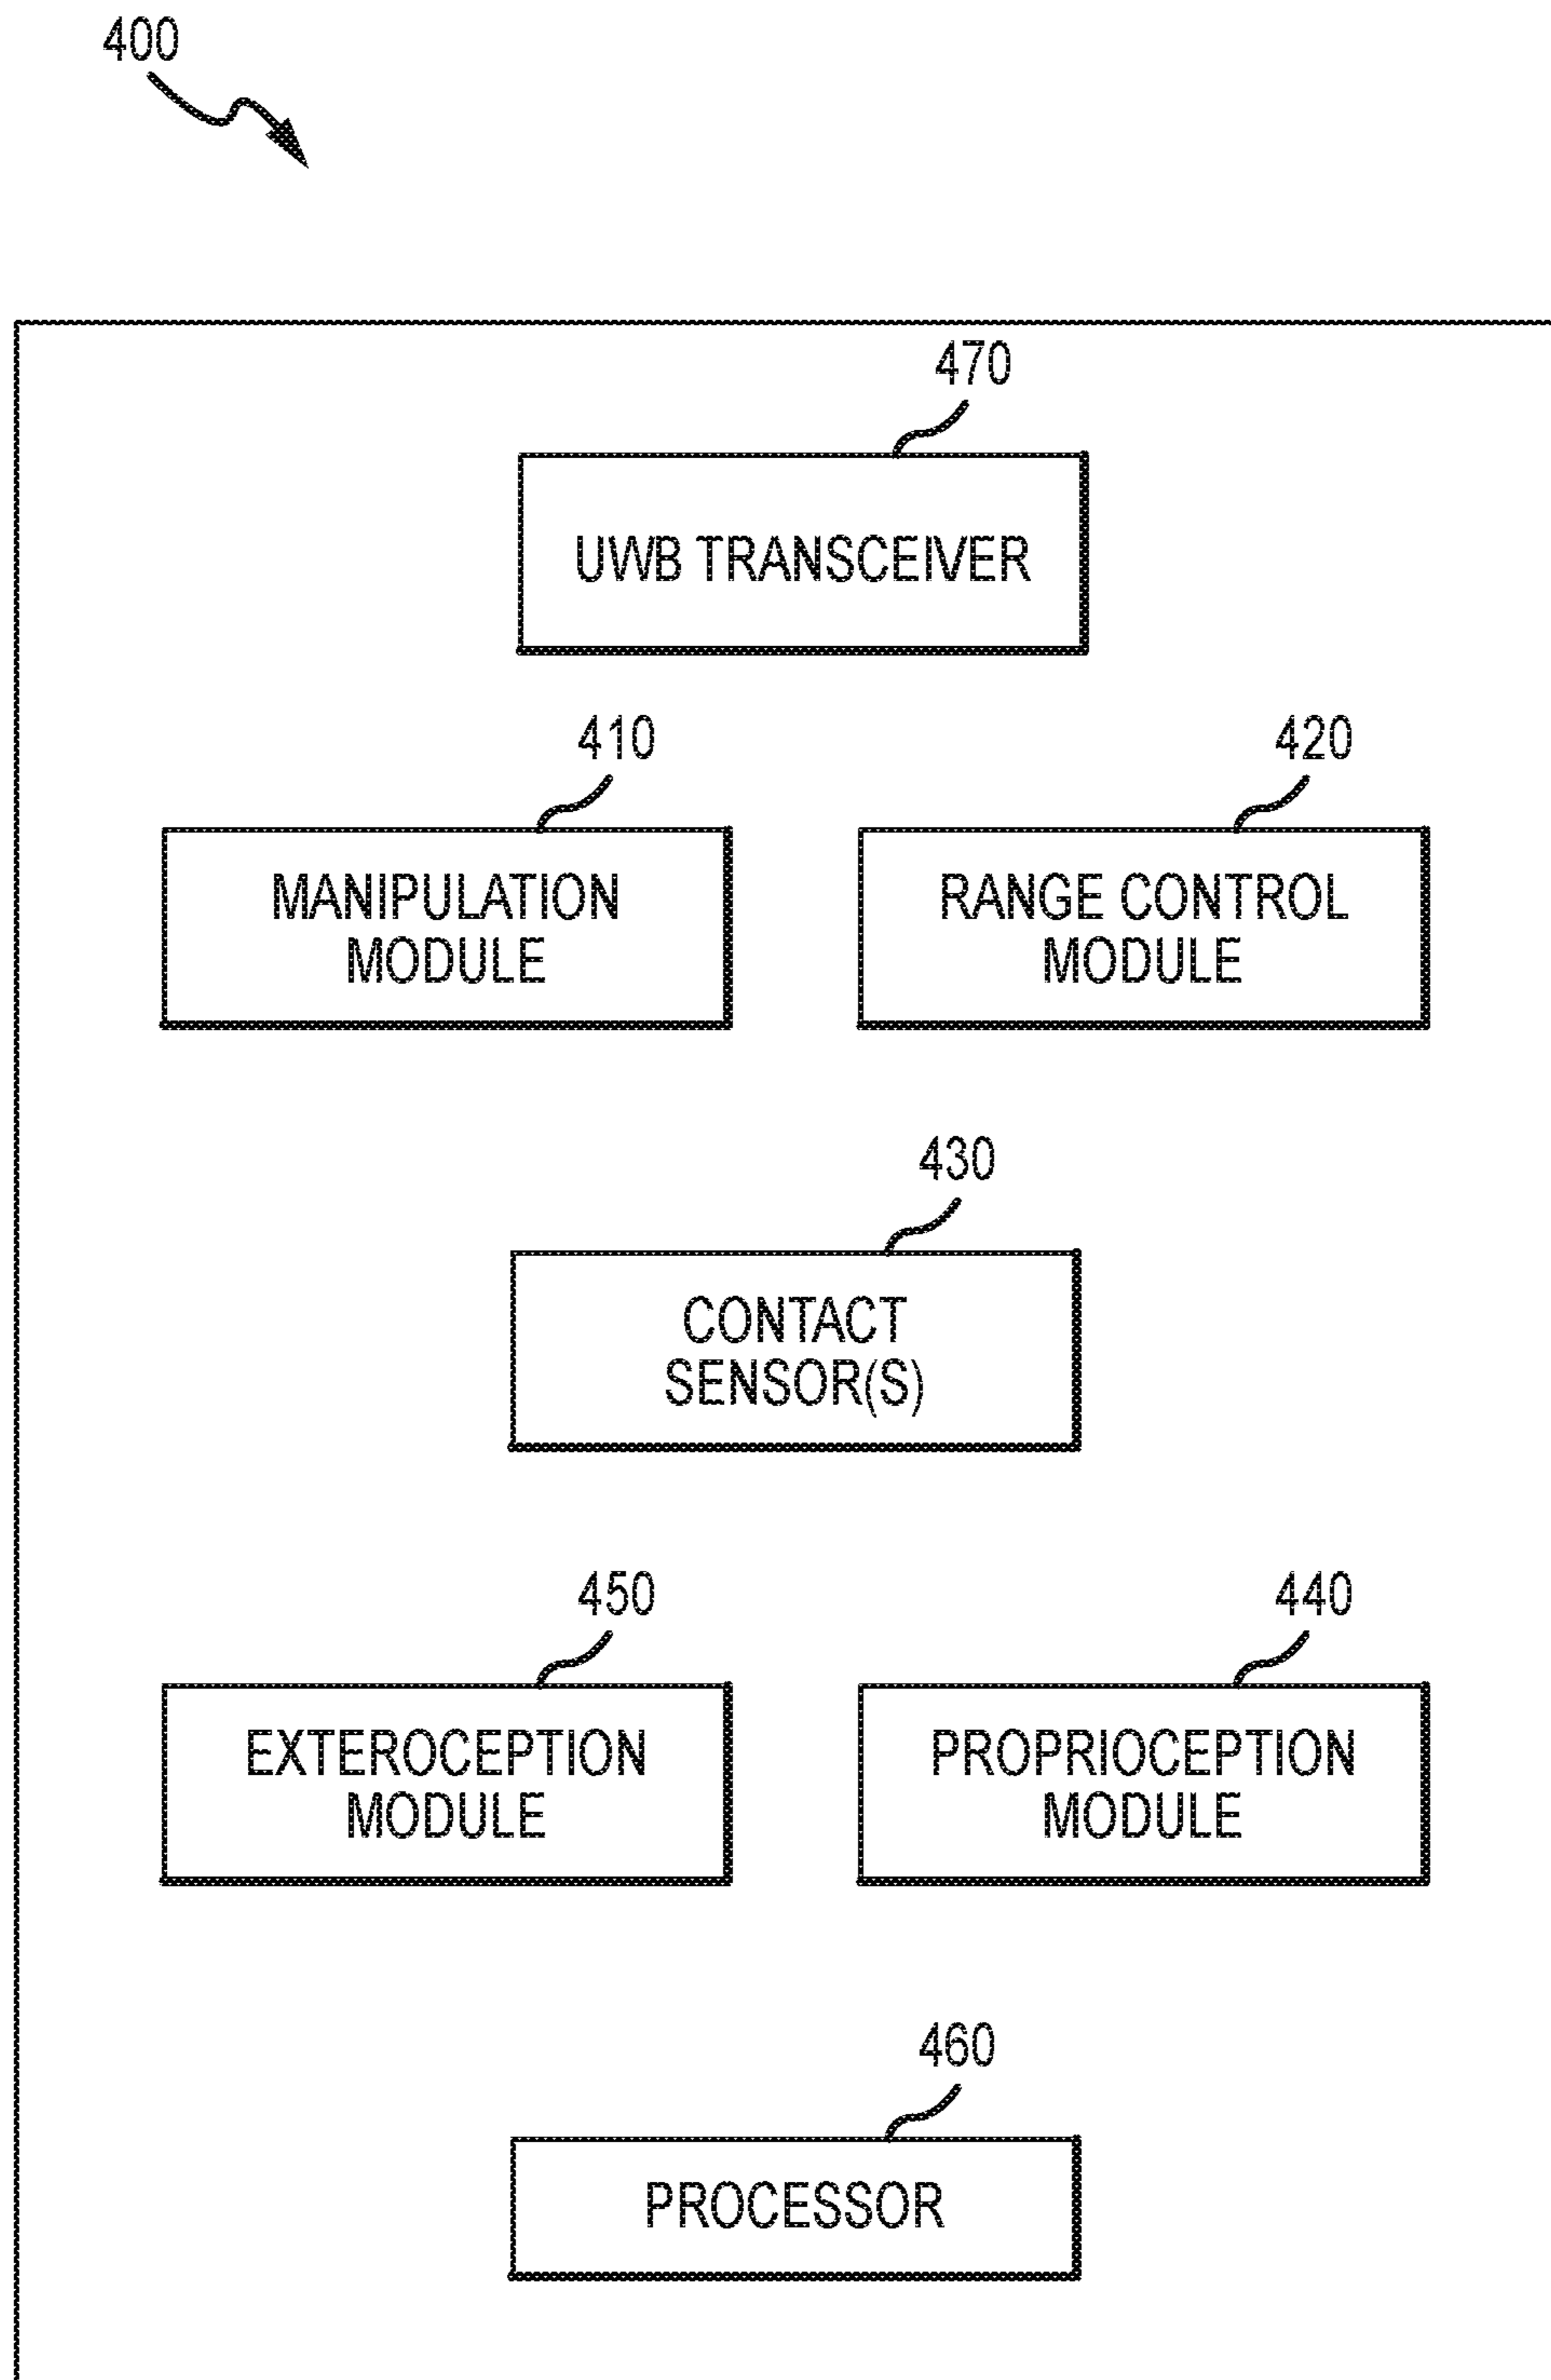 400
470
UWB TRANSCEIVER
410
MANIPULATION
MODULE
420
RANGE CONTROL
MODULE
430
CONTACT
SENSOR(S)
450
EXTEROCEPTION
MODULE
440
PROPRIOCEPTION
MODULE
460
PROCESSOR